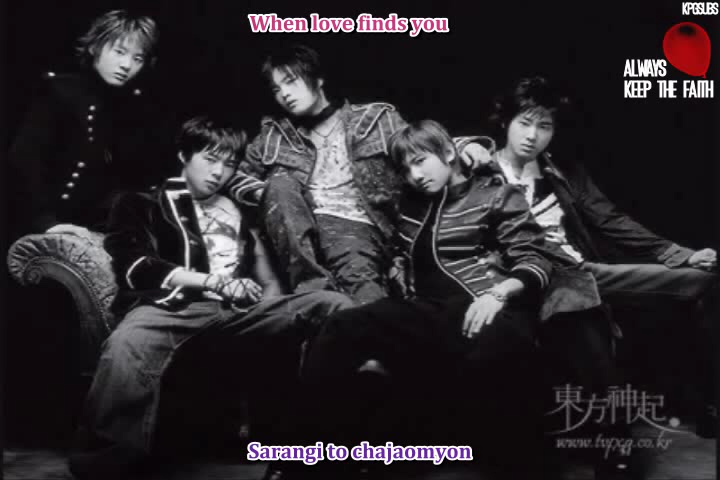 When love finds you
KPGSUBS
ALWAYS
KEEP THE FAITH
東方神起.
www.tvxq.co.kr
Sarangi to chajaomyon